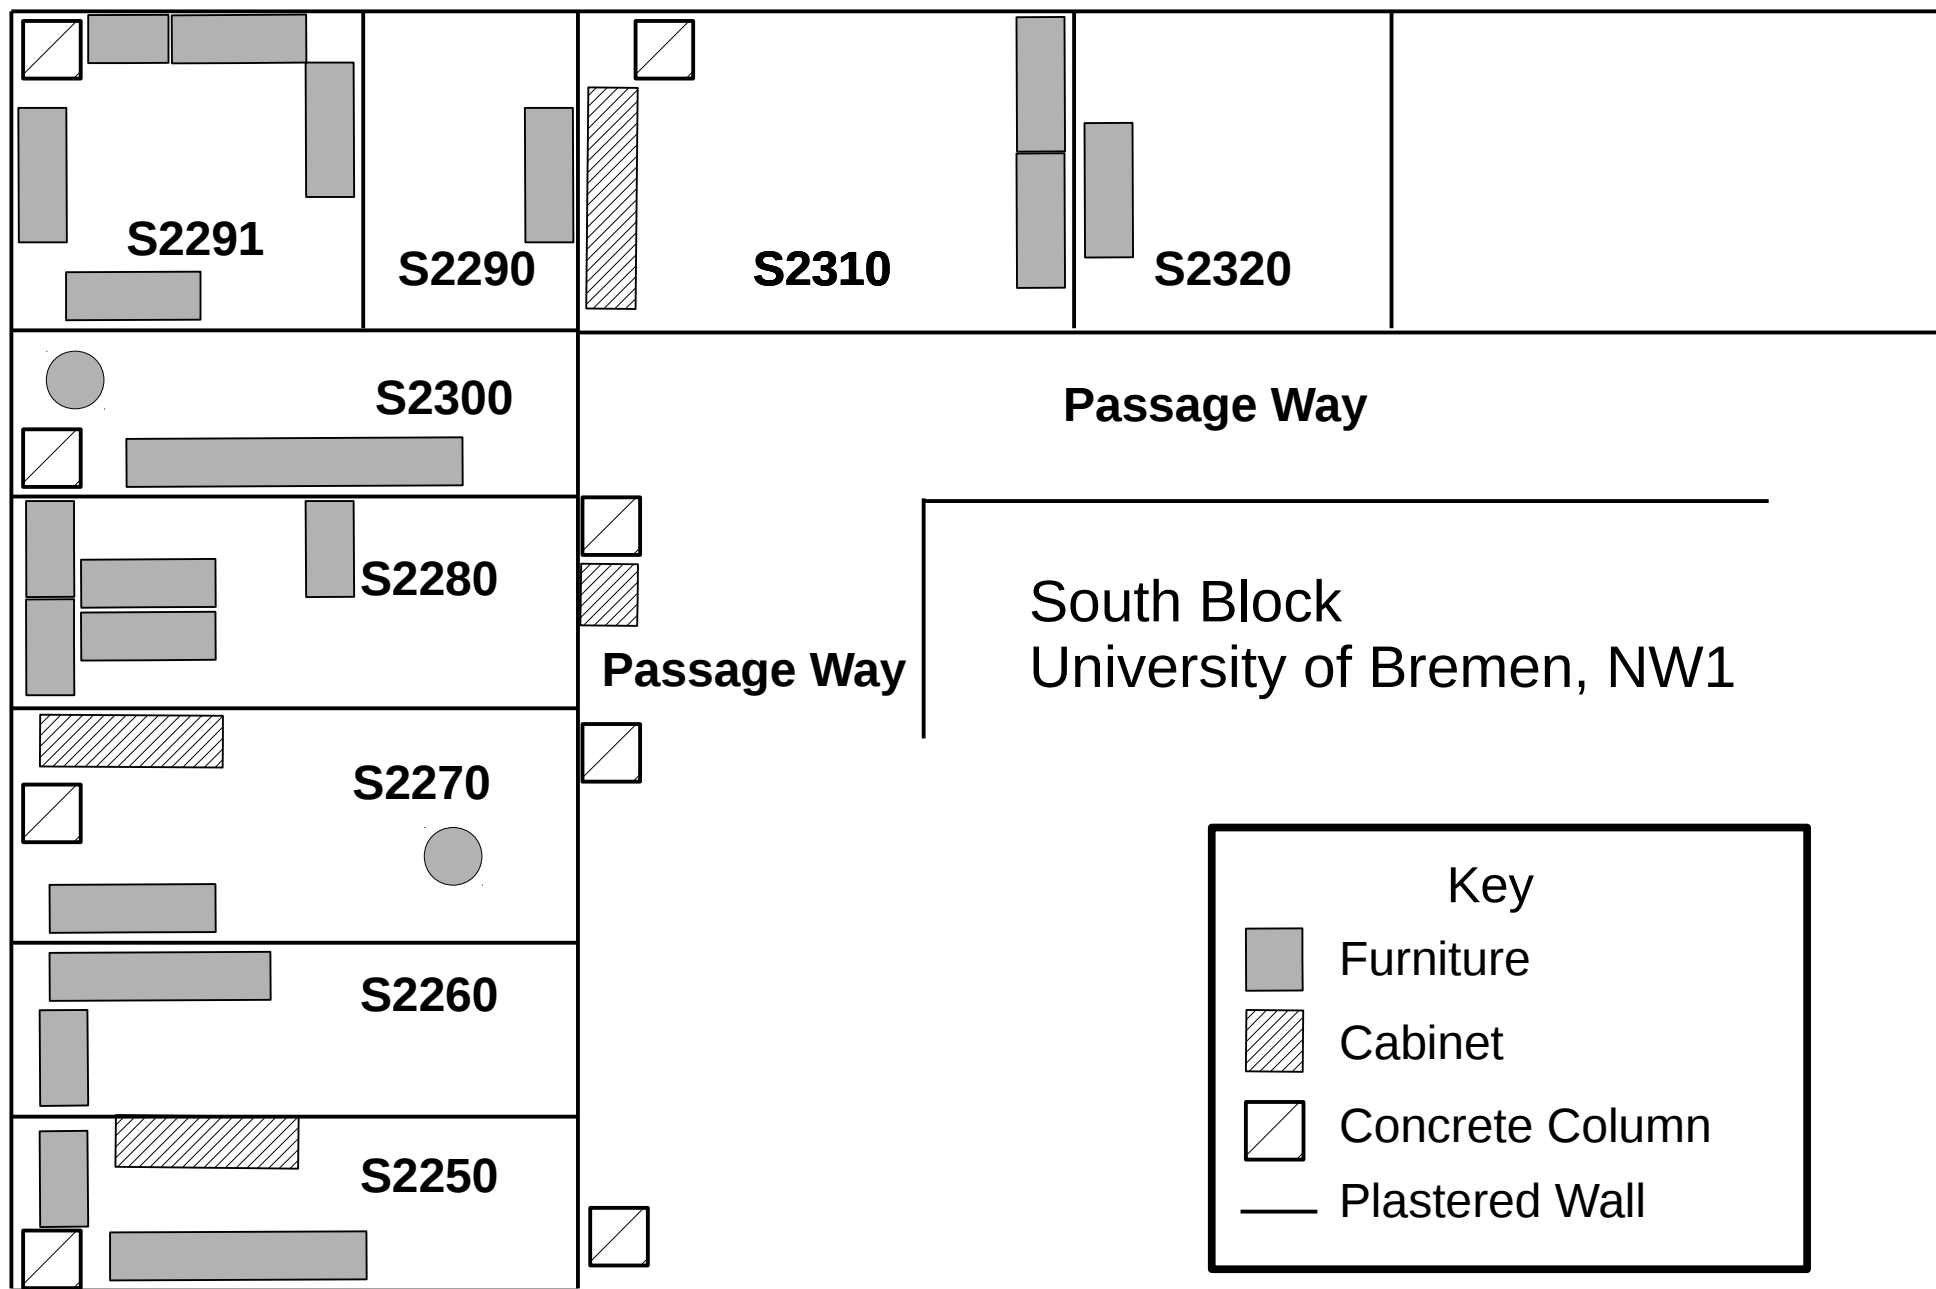 S2291
S2290
S2310
S2320
S2300
Passage Way
S2280
South Block
University of Bremen, NW1
Passage Way
S2270
Key
Furniture
S2260
Cabinet
Concrete Column
S2250
Plastered Wall